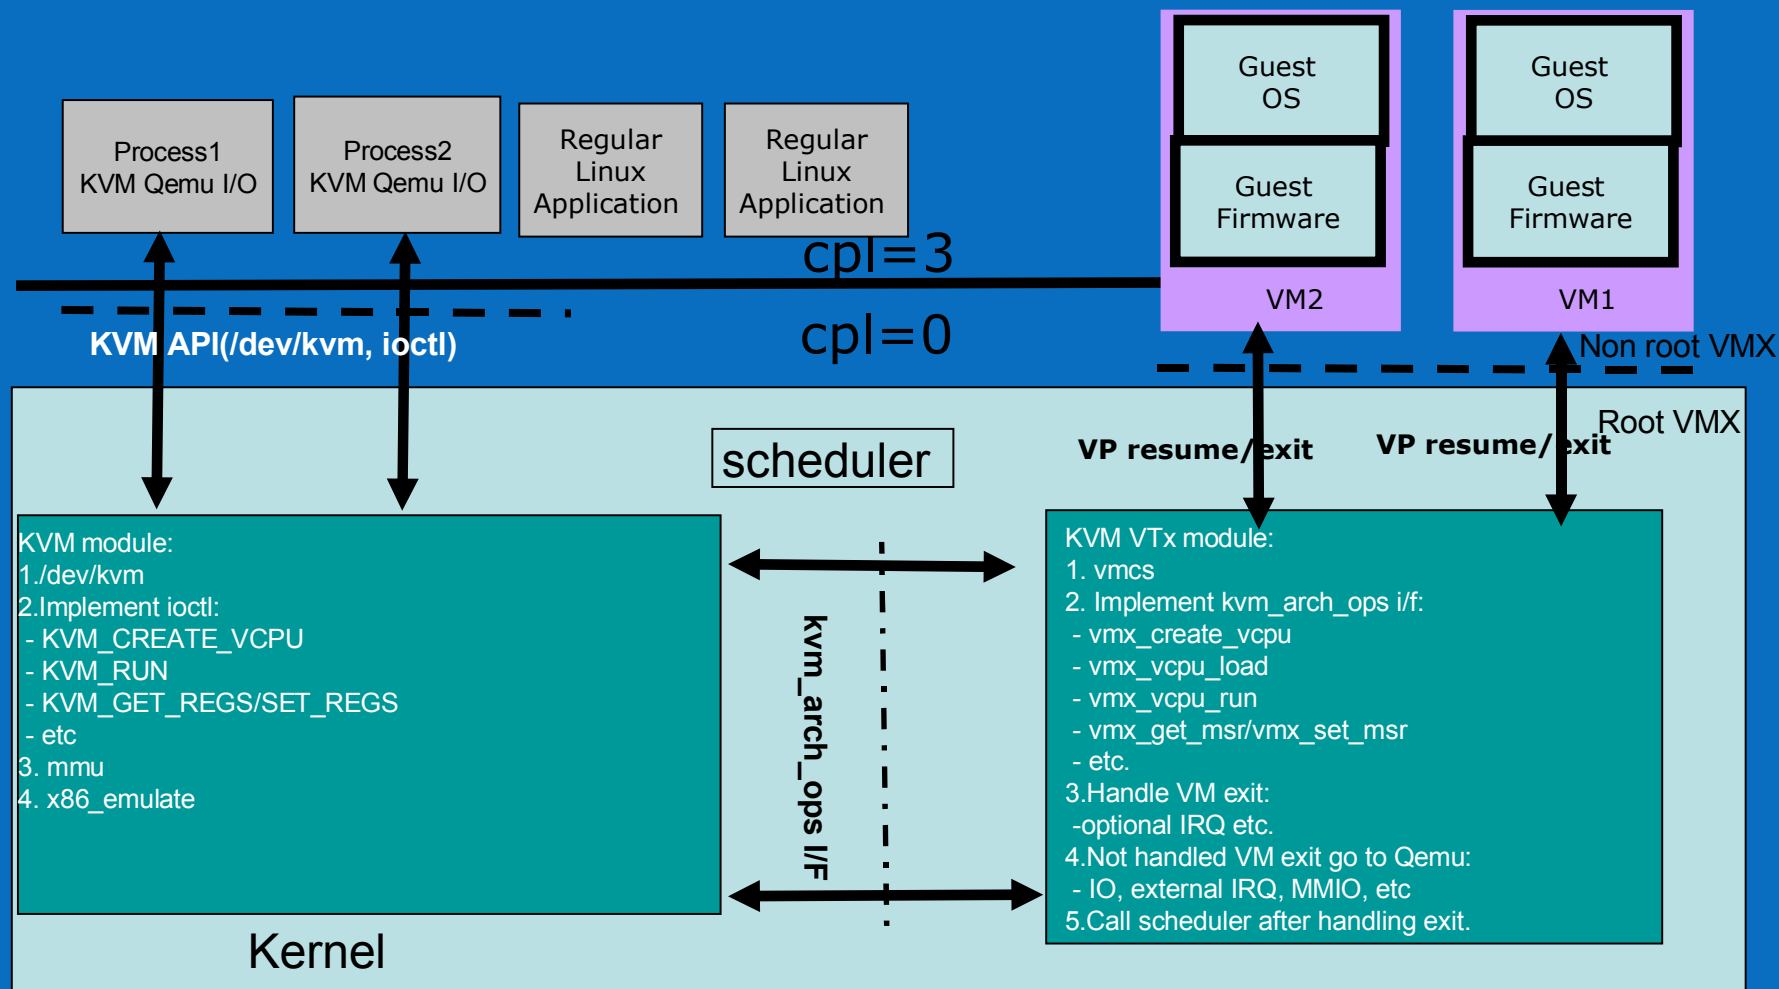 Process1
KVM Qemu I/O
Process2
KVM Qemu I/O
Regular
Linux
Application
Regular
Linux
Application
Guest
OS
Guest
Firmware
VM2
Guest
OS
Guest
Firmware
VM1
cpl=3
cpl=0
KVM API(/dev/kvm, ioctl)
Non root VMX
Root VMX
scheduler
VP resume/exit
VP resume/exit
KVM module:
1./dev/kvm
2.Implement ioctl:
- KVM_CREATE_VCPU
- KVM_RUN
- KVM_GET_REGS/SET_REGS
- etc
3. mmu
4. x86_emulate
kvm_arch_ops I/F
KVM VTx module:
1. vmcs
2. Implement kvm_arch_ops i/f:
- vmx_create_vcpu
- vmx_vcpu_load
- vmx_vcpu_run
- vmx_get_msr/vmx_set_msr
- etc.
3.Handle VM exit:
-optional IRQ etc.
4.Not handled VM exit go to Qemu:
- IO, external IRQ, MMIO, etc
5.Call scheduler after handling exit.
Kernel